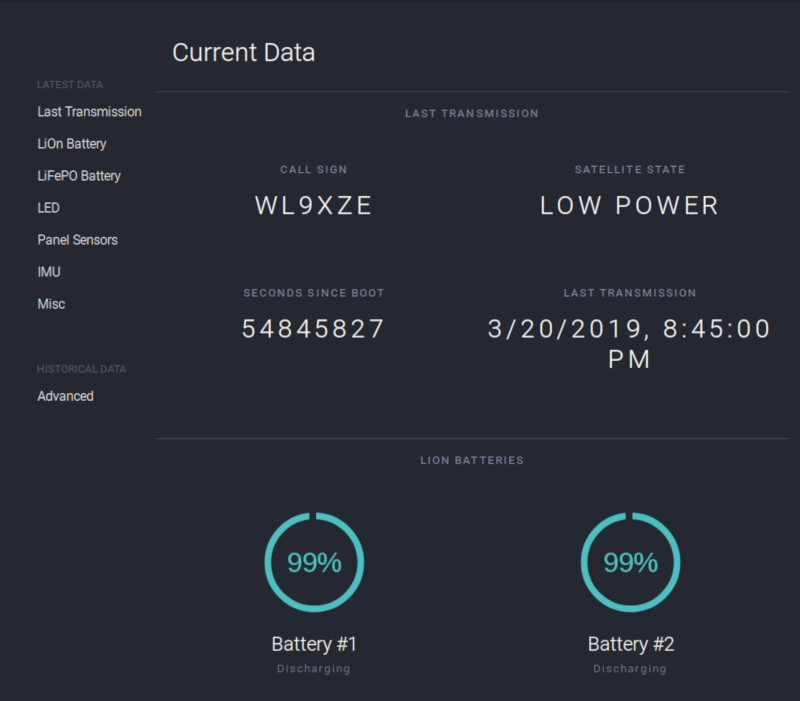 Current Data
LATEST DATA
Last Transmission
LiOn Battery
LiFePO Battery
LED
Panel Sensors
IMU
Misc
HISTORICAL DATA
Advanced
LAST TRANSMISSION
CALL SIGN
WL9XZE
SATELLITE STATE
LOW POWER
SECONDS SINCE BOOT
54845827
LAST TRANSMISSION
3/20/2019, 8:45:00
PM
LION BATTERIES
99%
Battery #1
Discharging
99%
Battery #2
Discharging